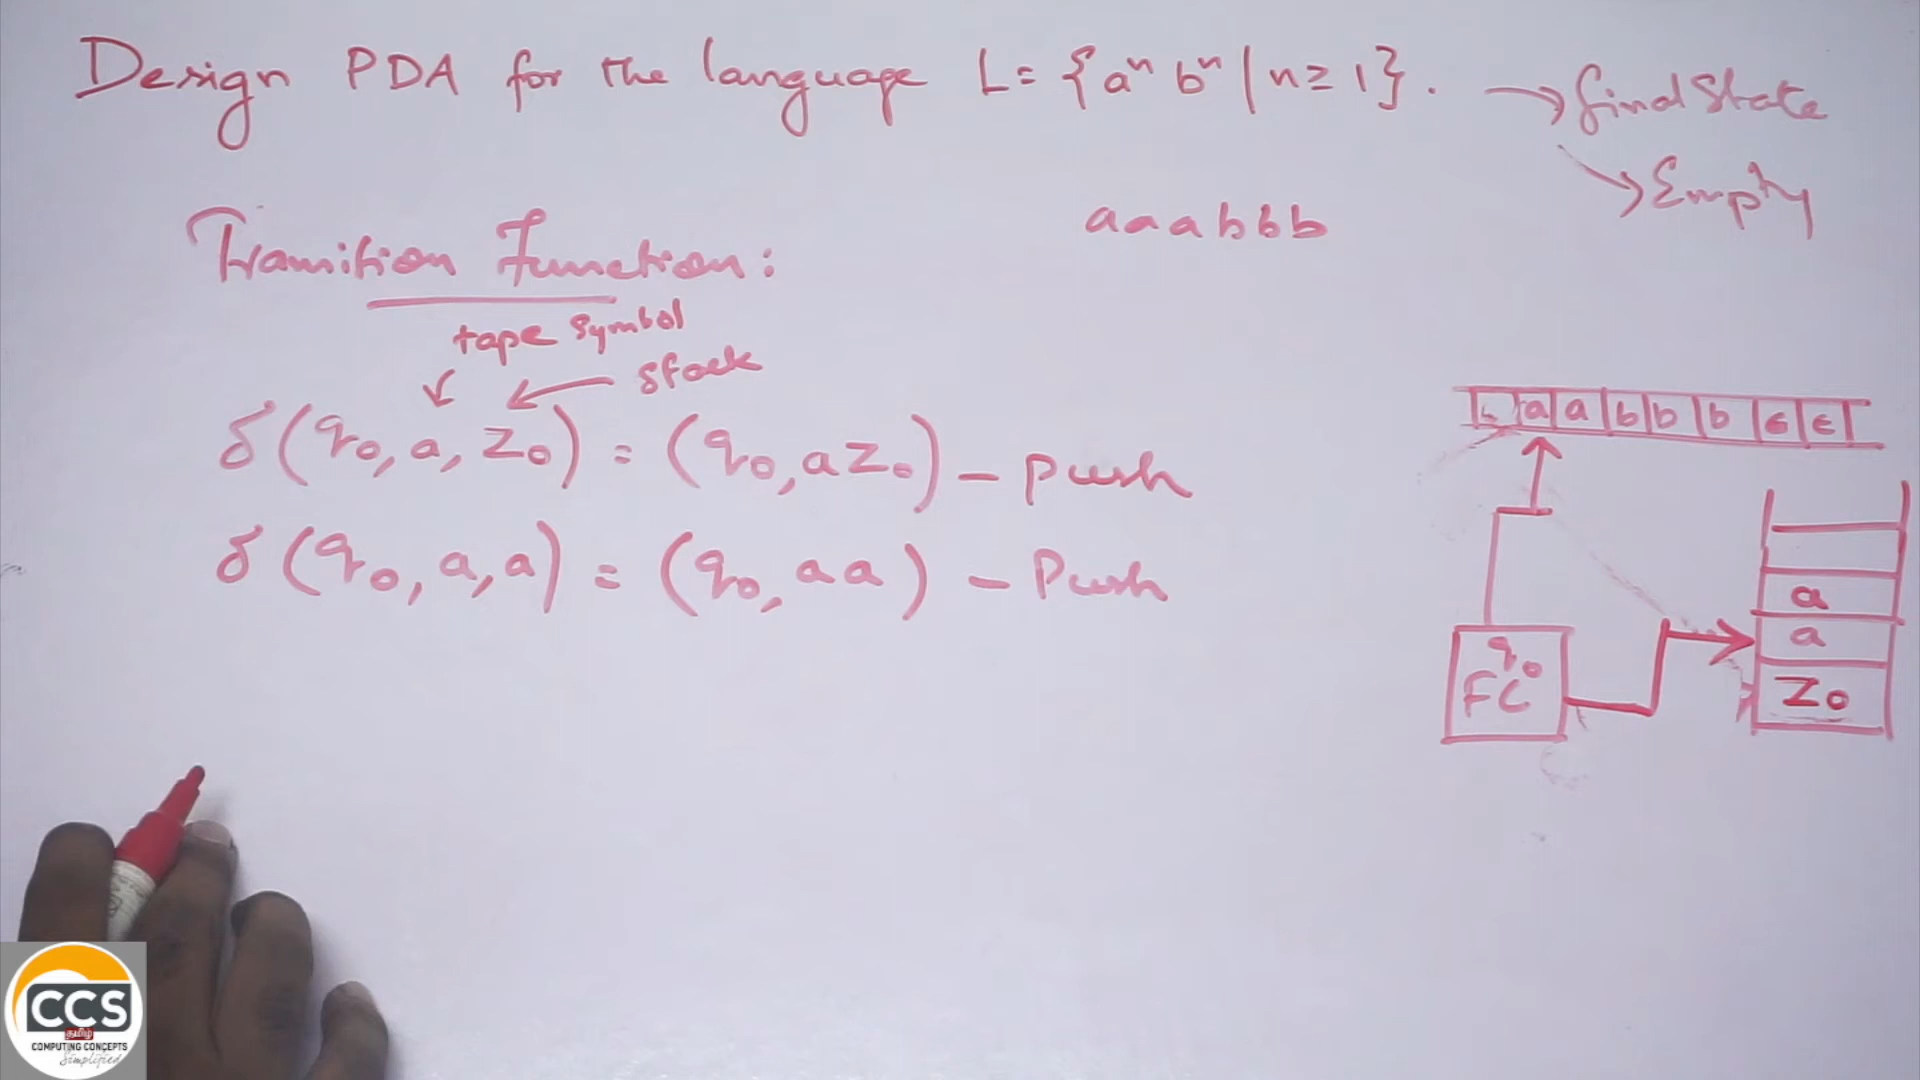 Design PDA for the language L = {aⁿ bⁿ | n ≥ 1}. → final State
→ Empty
aaabbb
Transition Function:
tape symbol
stack
δ(q₀, a, Z₀) = (q₀, aZ₀) – push
δ(q₀, a, a) = (q₀, aa) – Push
a a b b b ε ε
a
a
Z₀
q₀
FC
CCS
தமிழ்
COMPUTING CONCEPTS
Simplified